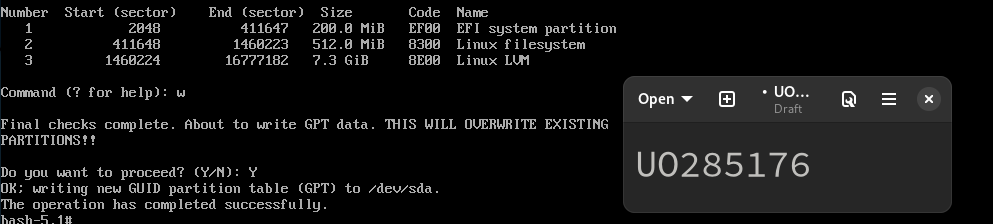 Number  Start (sector)    End (sector)  Size       Code  Name
   1            2048          411647   200.0 MiB   EF00  EFI system partition
   2          411648         1460223   512.0 MiB   8300  Linux filesystem
   3         1460224        16777182   7.3 GiB     8E00  Linux LVM
Command (? for help): w
Final checks complete. About to write GPT data. THIS WILL OVERWRITE EXISTING
PARTITIONS!!
Do you want to proceed? (Y/N): Y
OK; writing new GUID partition table (GPT) to /dev/sda.
The operation has completed successfully.
bash-5.1#
Open
• UO...
Draft
UO285176